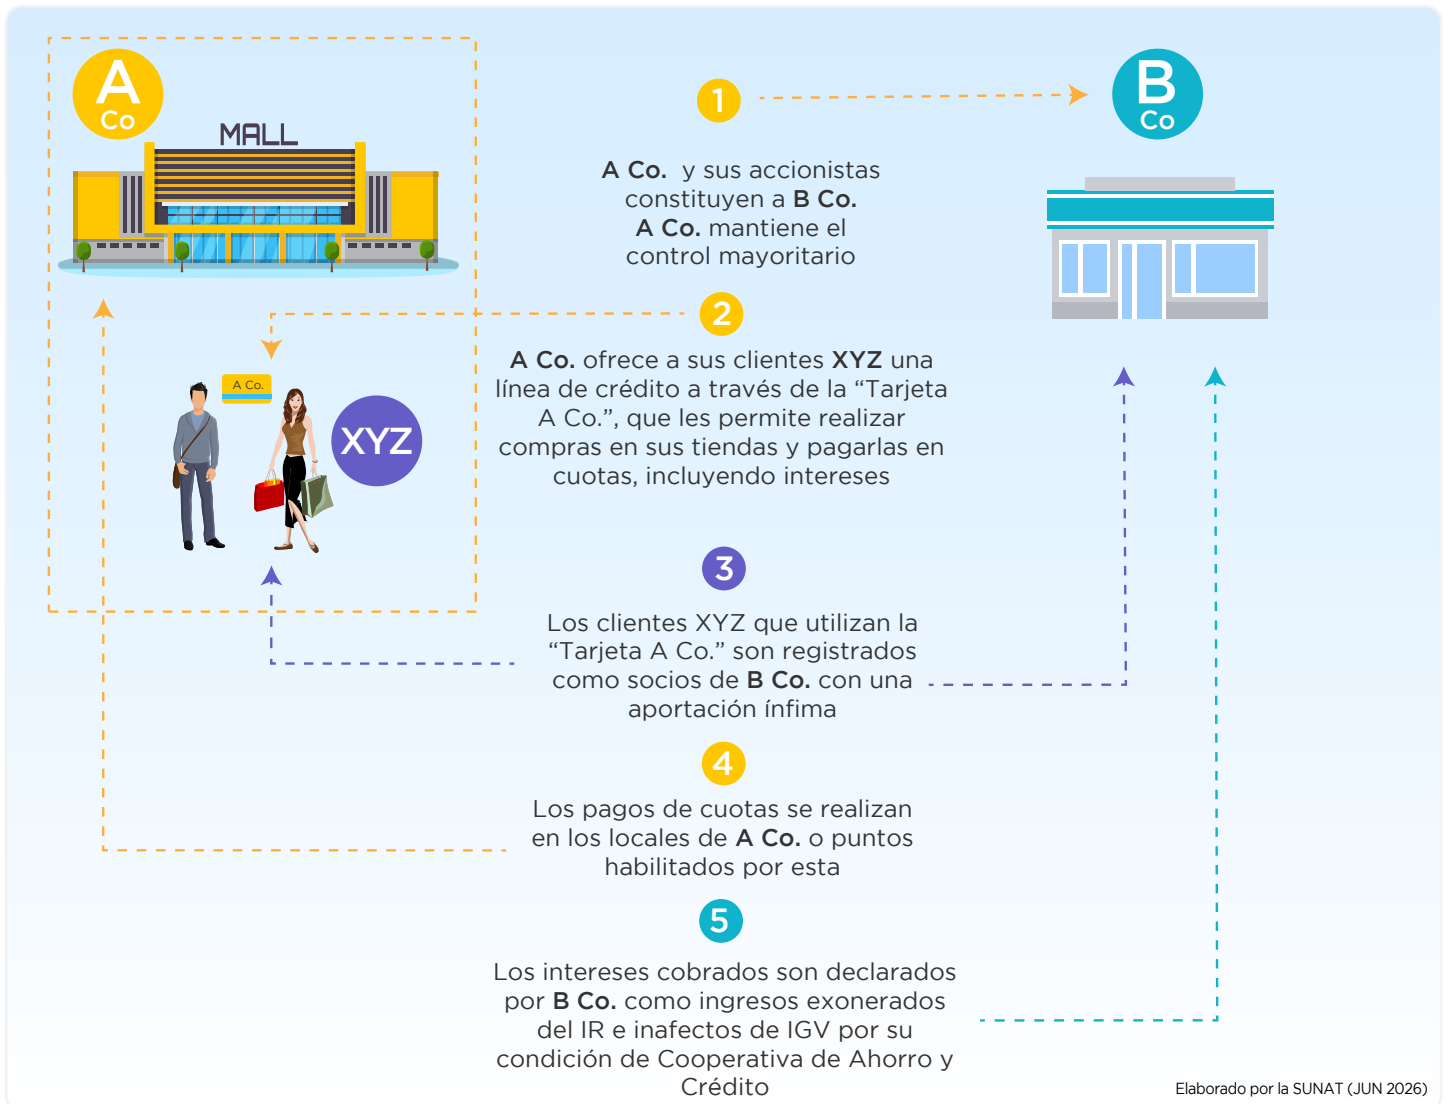 A
Co
MALL
1
B
Co
A Co. y sus accionistas
constituyen a B Co.
A Co. mantiene el
control mayoritario
2
A Co. ofrece a sus clientes XYZ una
línea de crédito a través de la “Tarjeta
A Co.”, que les permite realizar
compras en sus tiendas y pagarlas en
cuotas, incluyendo intereses
A Co.
XYZ
3
Los clientes XYZ que utilizan la
“Tarjeta A Co.” son registrados
como socios de B Co. con una
aportación ínfima
4
Los pagos de cuotas se realizan
en los locales de A Co. o puntos
habilitados por esta
5
Los intereses cobrados son declarados
por B Co. como ingresos exonerados
del IR e inafectos de IGV por su
condición de Cooperativa de Ahorro y
Crédito
Elaborado por la SUNAT (JUN 2026)